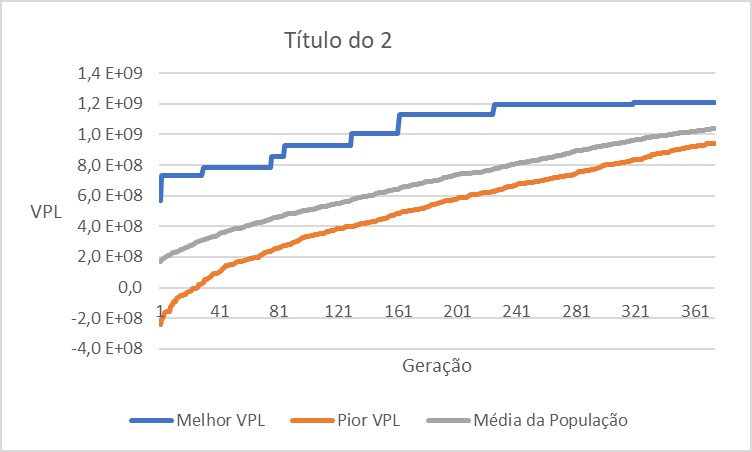 Título do 2
1,4 E+09
1,2 E+09
1,0 E+09
8,0 E+08
6,0 E+08
VPL
4,0 E+08
2,0 E+08
0,0
-2,0 E+08
-4,0 E+08
1 41 81 121 161 201 241 281 321 361
Geração
Melhor VPL Pior VPL Média da População